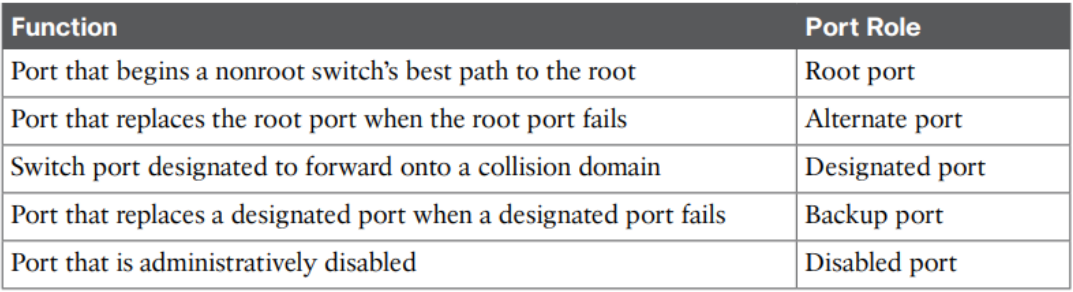 Function Port Role
Port that begins a nonroot switch’s best path to the root Root port
Port that replaces the root port when the root port fails Alternate port
Switch port designated to forward onto a collision domain Designated port
Port that replaces a designated port when a designated port fails Backup port
Port that is administratively disabled Disabled port